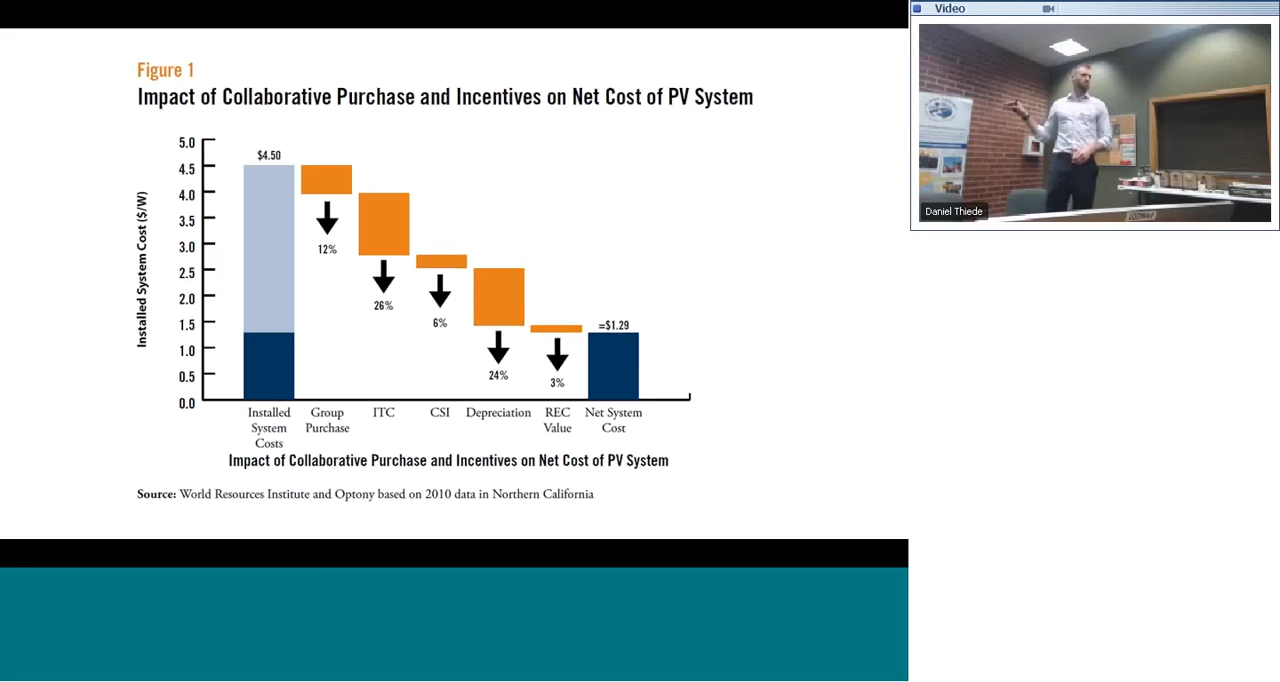 Figure 1
Impact of Collaborative Purchase and Incentives on Net Cost of PV System
Installed System Cost ($/W)
5.0
4.5
4.0
3.5
3.0
2.5
2.0
1.5
1.0
0.5
0.0
$4.50
12%
26%
6%
24%
3%
=$1.29
Installed
System
Costs
Group
Purchase
ITC
CSI
Depreciation
REC
Value
Net System
Cost
Impact of Collaborative Purchase and Incentives on Net Cost of PV System
Source: World Resources Institute and Optony based on 2010 data in Northern California
Video
Daniel Thiede